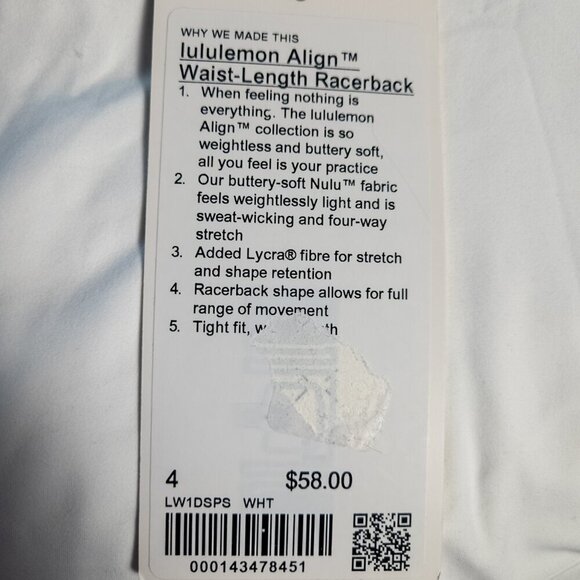 WHY WE MADE THIS
lululemon Align™
Waist-Length Racerback
1. When feeling nothing is
everything. The lululemon
Align™ collection is so
weightless and buttery soft,
all you feel is your practice
2. Our buttery-soft Nulu™ fabric
feels weightlessly light and is
sweat-wicking and four-way
stretch
3. Added Lycra® fibre for stretch
and shape retention
4. Racerback shape allows for full
range of movement
5. Tight fit,
4 $58.00
LW1DSPS WHT
000143478451